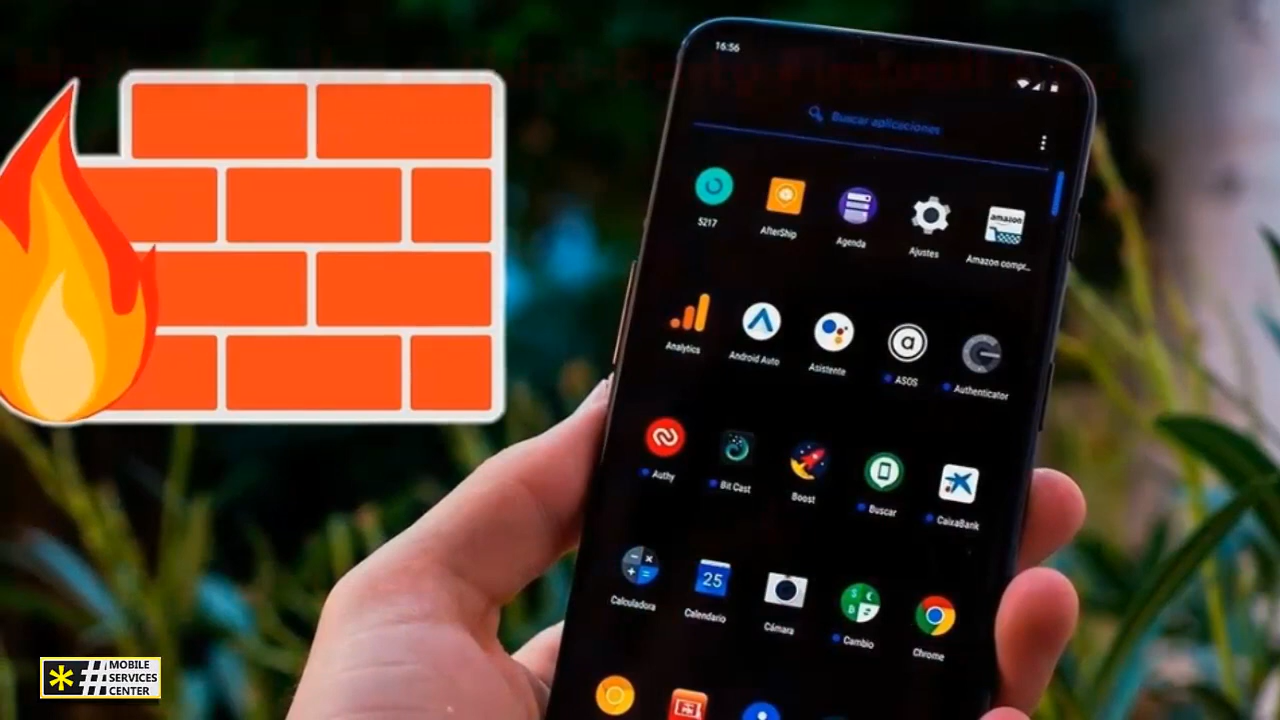 16:56
Buscar aplicaciones
5217
AfterShip
Agenda
Ajustes
amazon
Amazon compr...
Analytics
Android Auto
Asistente
a
ASOS
Authenticator
Authy
Bit Cast
Boost
Buscar
CaixaBank
Calculadora
25
Calendario
Cámara
Cambio
Chrome
*# MOBILE
SERVICES
CENTER